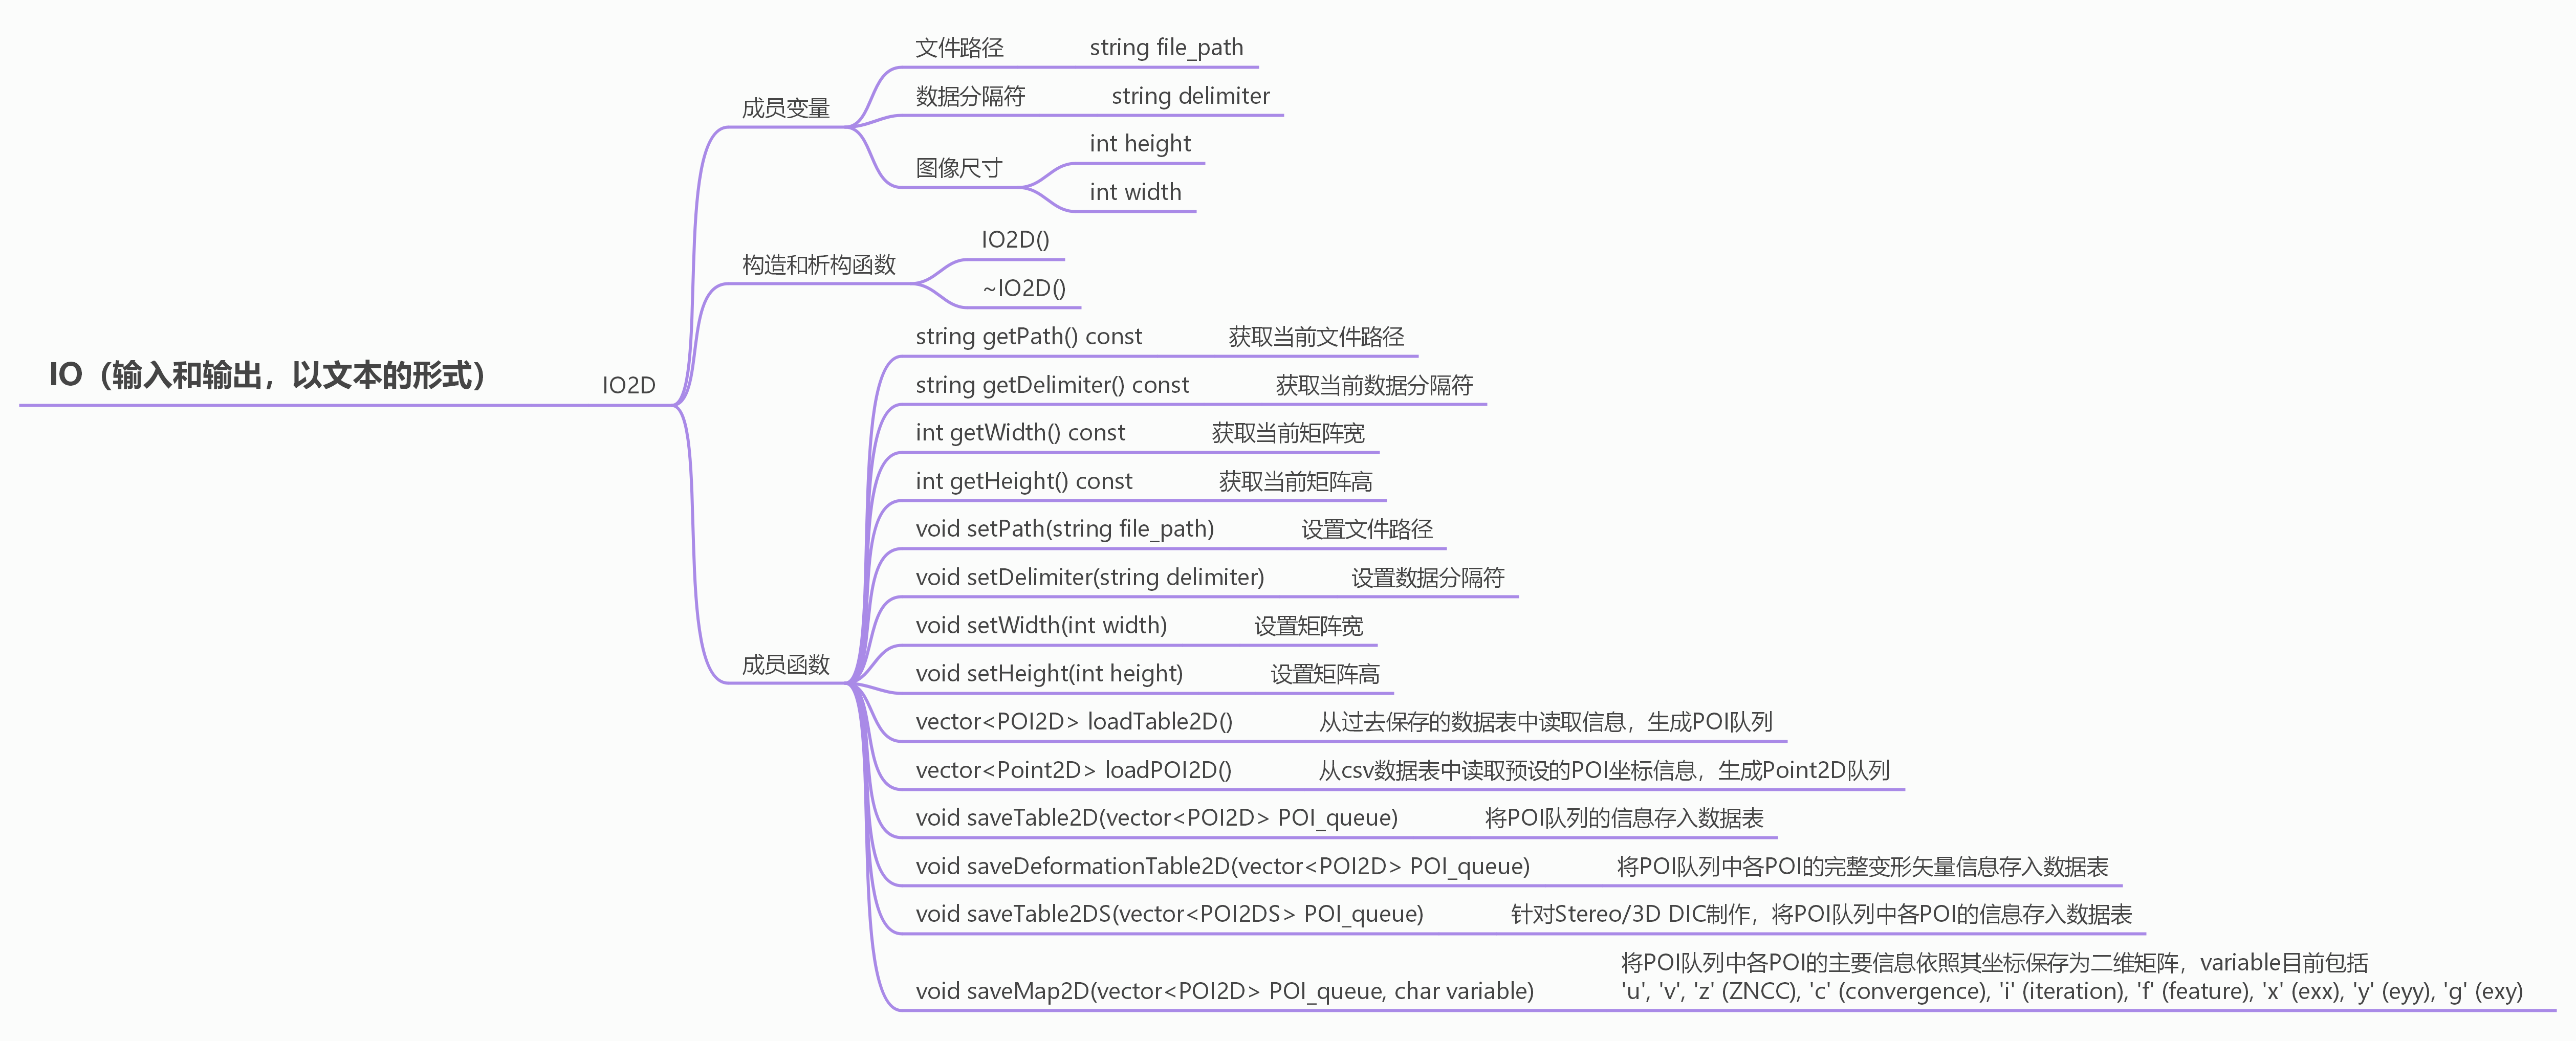 IO（输入和输出，以文本的形式）
IO2D
成员变量
文件路径
string file_path
数据分隔符
string delimiter
图像尺寸
int height
int width
构造和析构函数
IO2D()
~IO2D()
成员函数
string getPath() const
获取当前文件路径
string getDelimiter() const
获取当前数据分隔符
int getWidth() const
获取当前矩阵宽
int getHeight() const
获取当前矩阵高
void setPath(string file_path)
设置文件路径
void setDelimiter(string delimiter)
设置数据分隔符
void setWidth(int width)
设置矩阵宽
void setHeight(int height)
设置矩阵高
vector<POI2D> loadTable2D()
从过去保存的数据表中读取信息，生成POI队列
vector<Point2D> loadPOI2D()
从csv数据表中读取预设的POI坐标信息，生成Point2D队列
void saveTable2D(vector<POI2D> POI_queue)
将POI队列的信息存入数据表
void saveDeformationTable2D(vector<POI2D> POI_queue)
将POI队列中各POI的完整变形矢量信息存入数据表
void saveTable2DS(vector<POI2DS> POI_queue)
针对Stereo/3D DIC制作，将POI队列中各POI的信息存入数据表
void saveMap2D(vector<POI2D> POI_queue, char variable)
将POI队列中各POI的主要信息依照其坐标保存为二维矩阵，variable目前包括
'u', 'v', 'z' (ZNCC), 'c' (convergence), 'i' (iteration), 'f' (feature), 'x' (exx), 'y' (eyy), 'g' (exy)